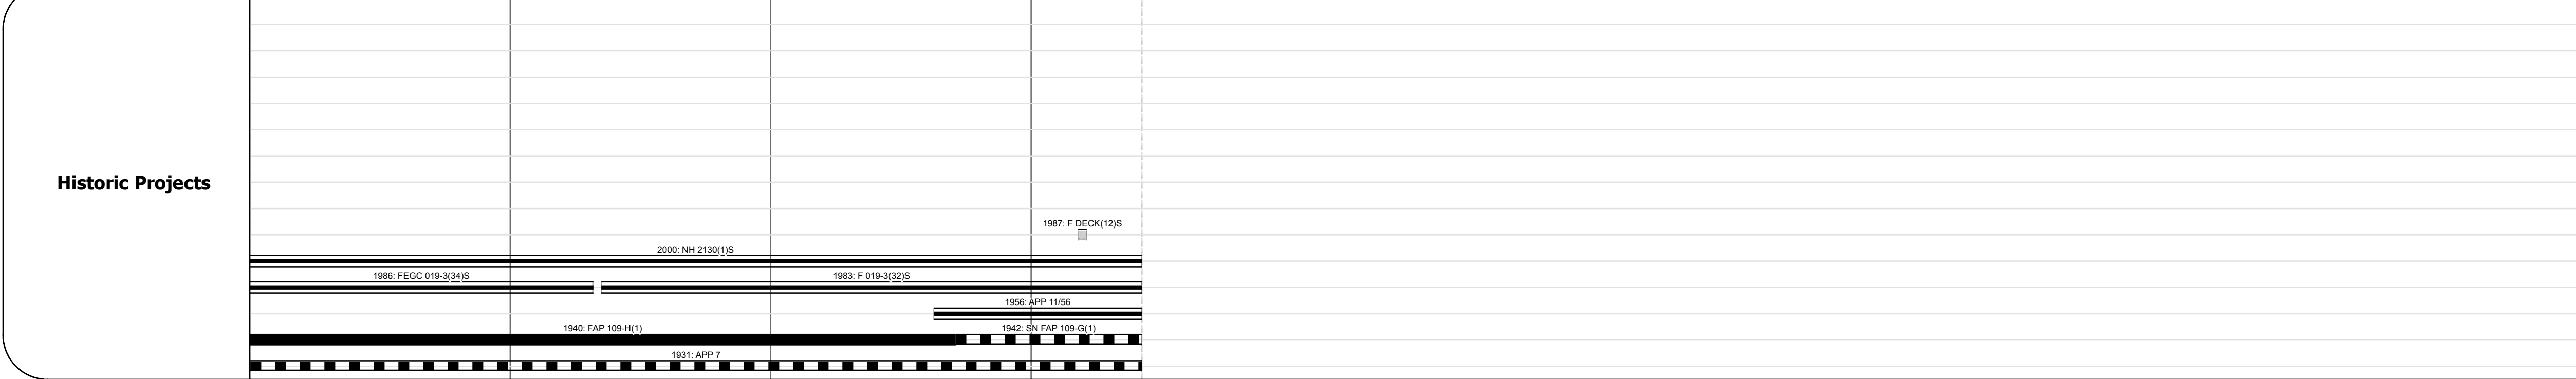 Historic Projects
1987: F DECK(12)S
2000: NH 2130(1)S
1986: FEGC 019-3(34)S
1983: F 019-3(32)S
1956: APP 11/56
1940: FAP 109-H(1)
1942: SN FAP 109-G(1)
1931: APP 7